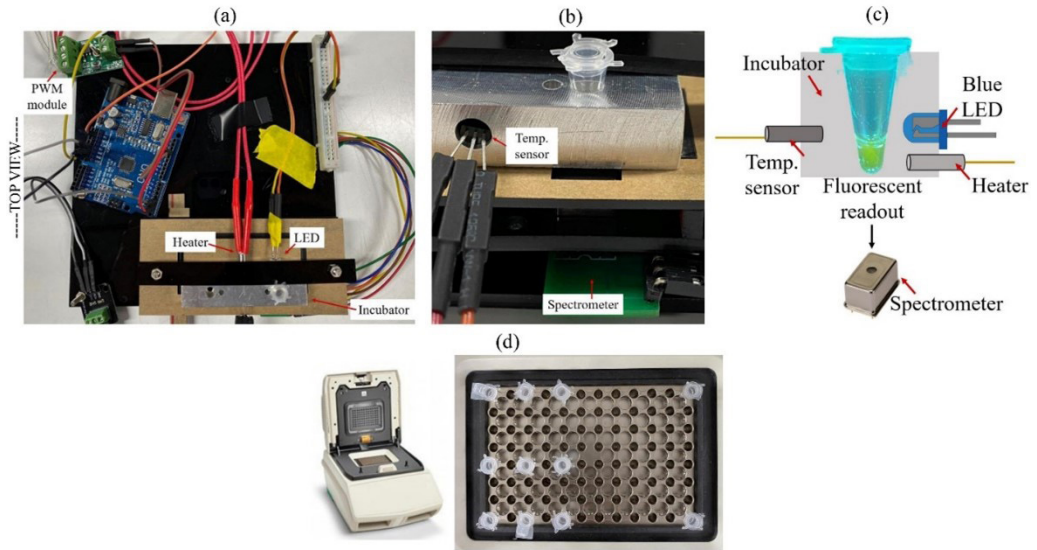 (a)
(b)
(c)
PWM
module
-----TOP VIEW-----
Heater
LED
Incubator
Temp.
sensor
Spectrometer
Incubator
Blue
LED
Temp.
sensor
Heater
Fluorescent
readout
Spectrometer
(d)